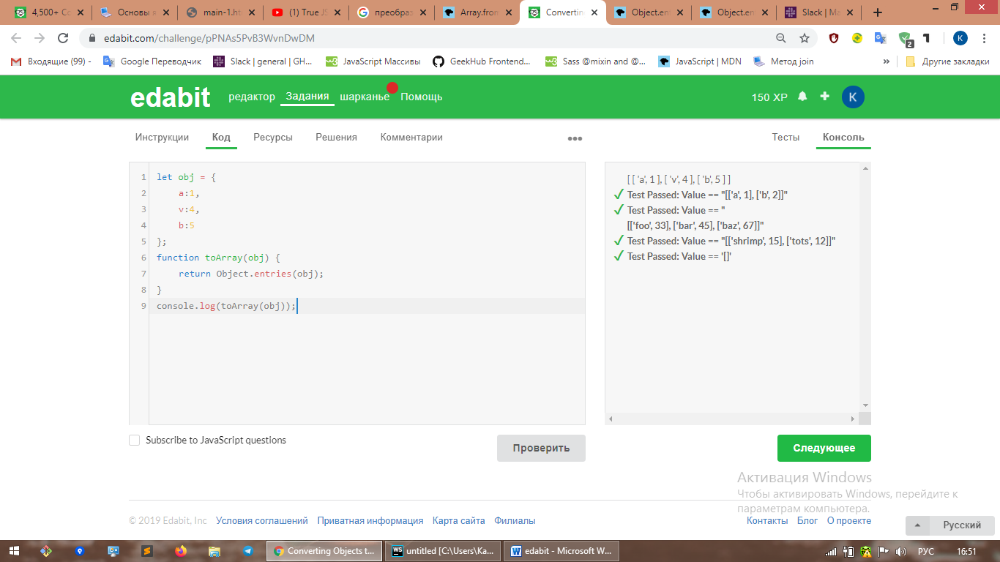 4,500+ Co
Основы я
main-1.ht
(1) True JS
преобраз
Array.from
Converting
Object.ent
Object.en
Slack | Ma
edabit.com/challenge/pPNAs5PvB3WvnDwDM
2
K
Входящие (99) -
Google Переводчик
Slack | general | GH...
JavaScript Массивы
GeekHub Frontend...
Sass @mixin and @...
JavaScript | MDN
Метод join
»
Другие закладки
edabit
редактор
Задания
шарканье
Помощь
150 XP
K
Инструкции
Код
Ресурсы
Решения
Комментарии
•••
Тесты
Консоль
1 let obj = {
2 a:1,
3 v:4,
4 b:5
5 };
6 function toArray(obj) {
7 return Object.entries(obj);
8 }
9 console.log(toArray(obj));
[ [ 'a', 1 ], [ 'v', 4 ], [ 'b', 5 ] ]
Test Passed: Value == "[['a', 1], ['b', 2]]"
Test Passed: Value == "
[['foo', 33], ['bar', 45], ['baz', 67]]"
Test Passed: Value == "[['shrimp', 15], ['tots', 12]]"
Test Passed: Value == '[]'
Subscribe to JavaScript questions
Проверить
Следующее
Активация Windows
Чтобы активировать Windows, перейдите к
параметрам компьютера.
© 2019 Edabit, Inc
Условия соглашений
Приватная информация
Карта сайта
Филиалы
Контакты
Блог
О проекте
Русский
Converting Objects t...
untitled [C:\Users\Ka...
edabit - Microsoft W...
РУС
16:51